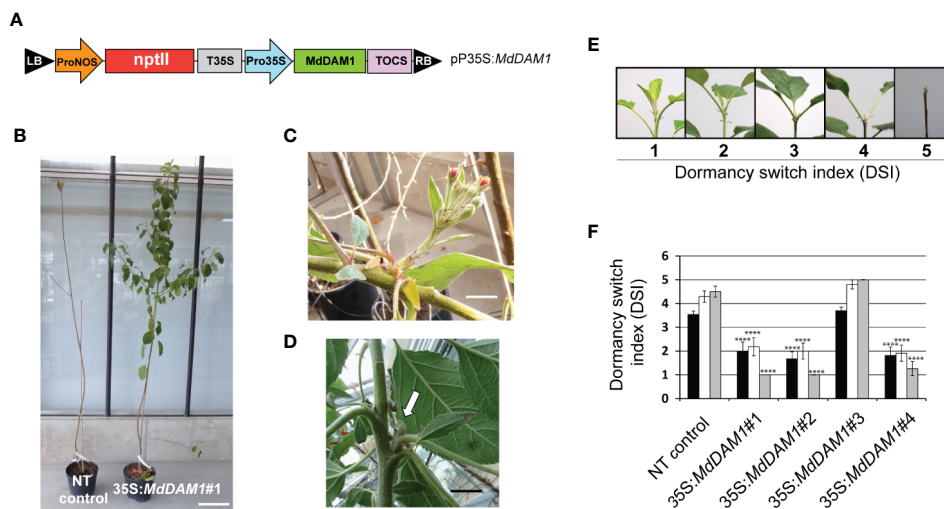 A
LB
ProNOS
nptII
T35S
Pro35S
MdDAM1
TOCS
RB
pP35S:MdDAM1
B
NT
control
35S:MdDAM1#1
C
D
E
1 2 3 4 5
Dormancy switch index (DSI)
F
Dormancy switch
index (DSI)
6
5
4
3
2
1
0
**** **** ****
**** **** ****
**** **** ****
NT control
35S:MdDAM1#1
35S:MdDAM1#2
35S:MdDAM1#3
35S:MdDAM1#4